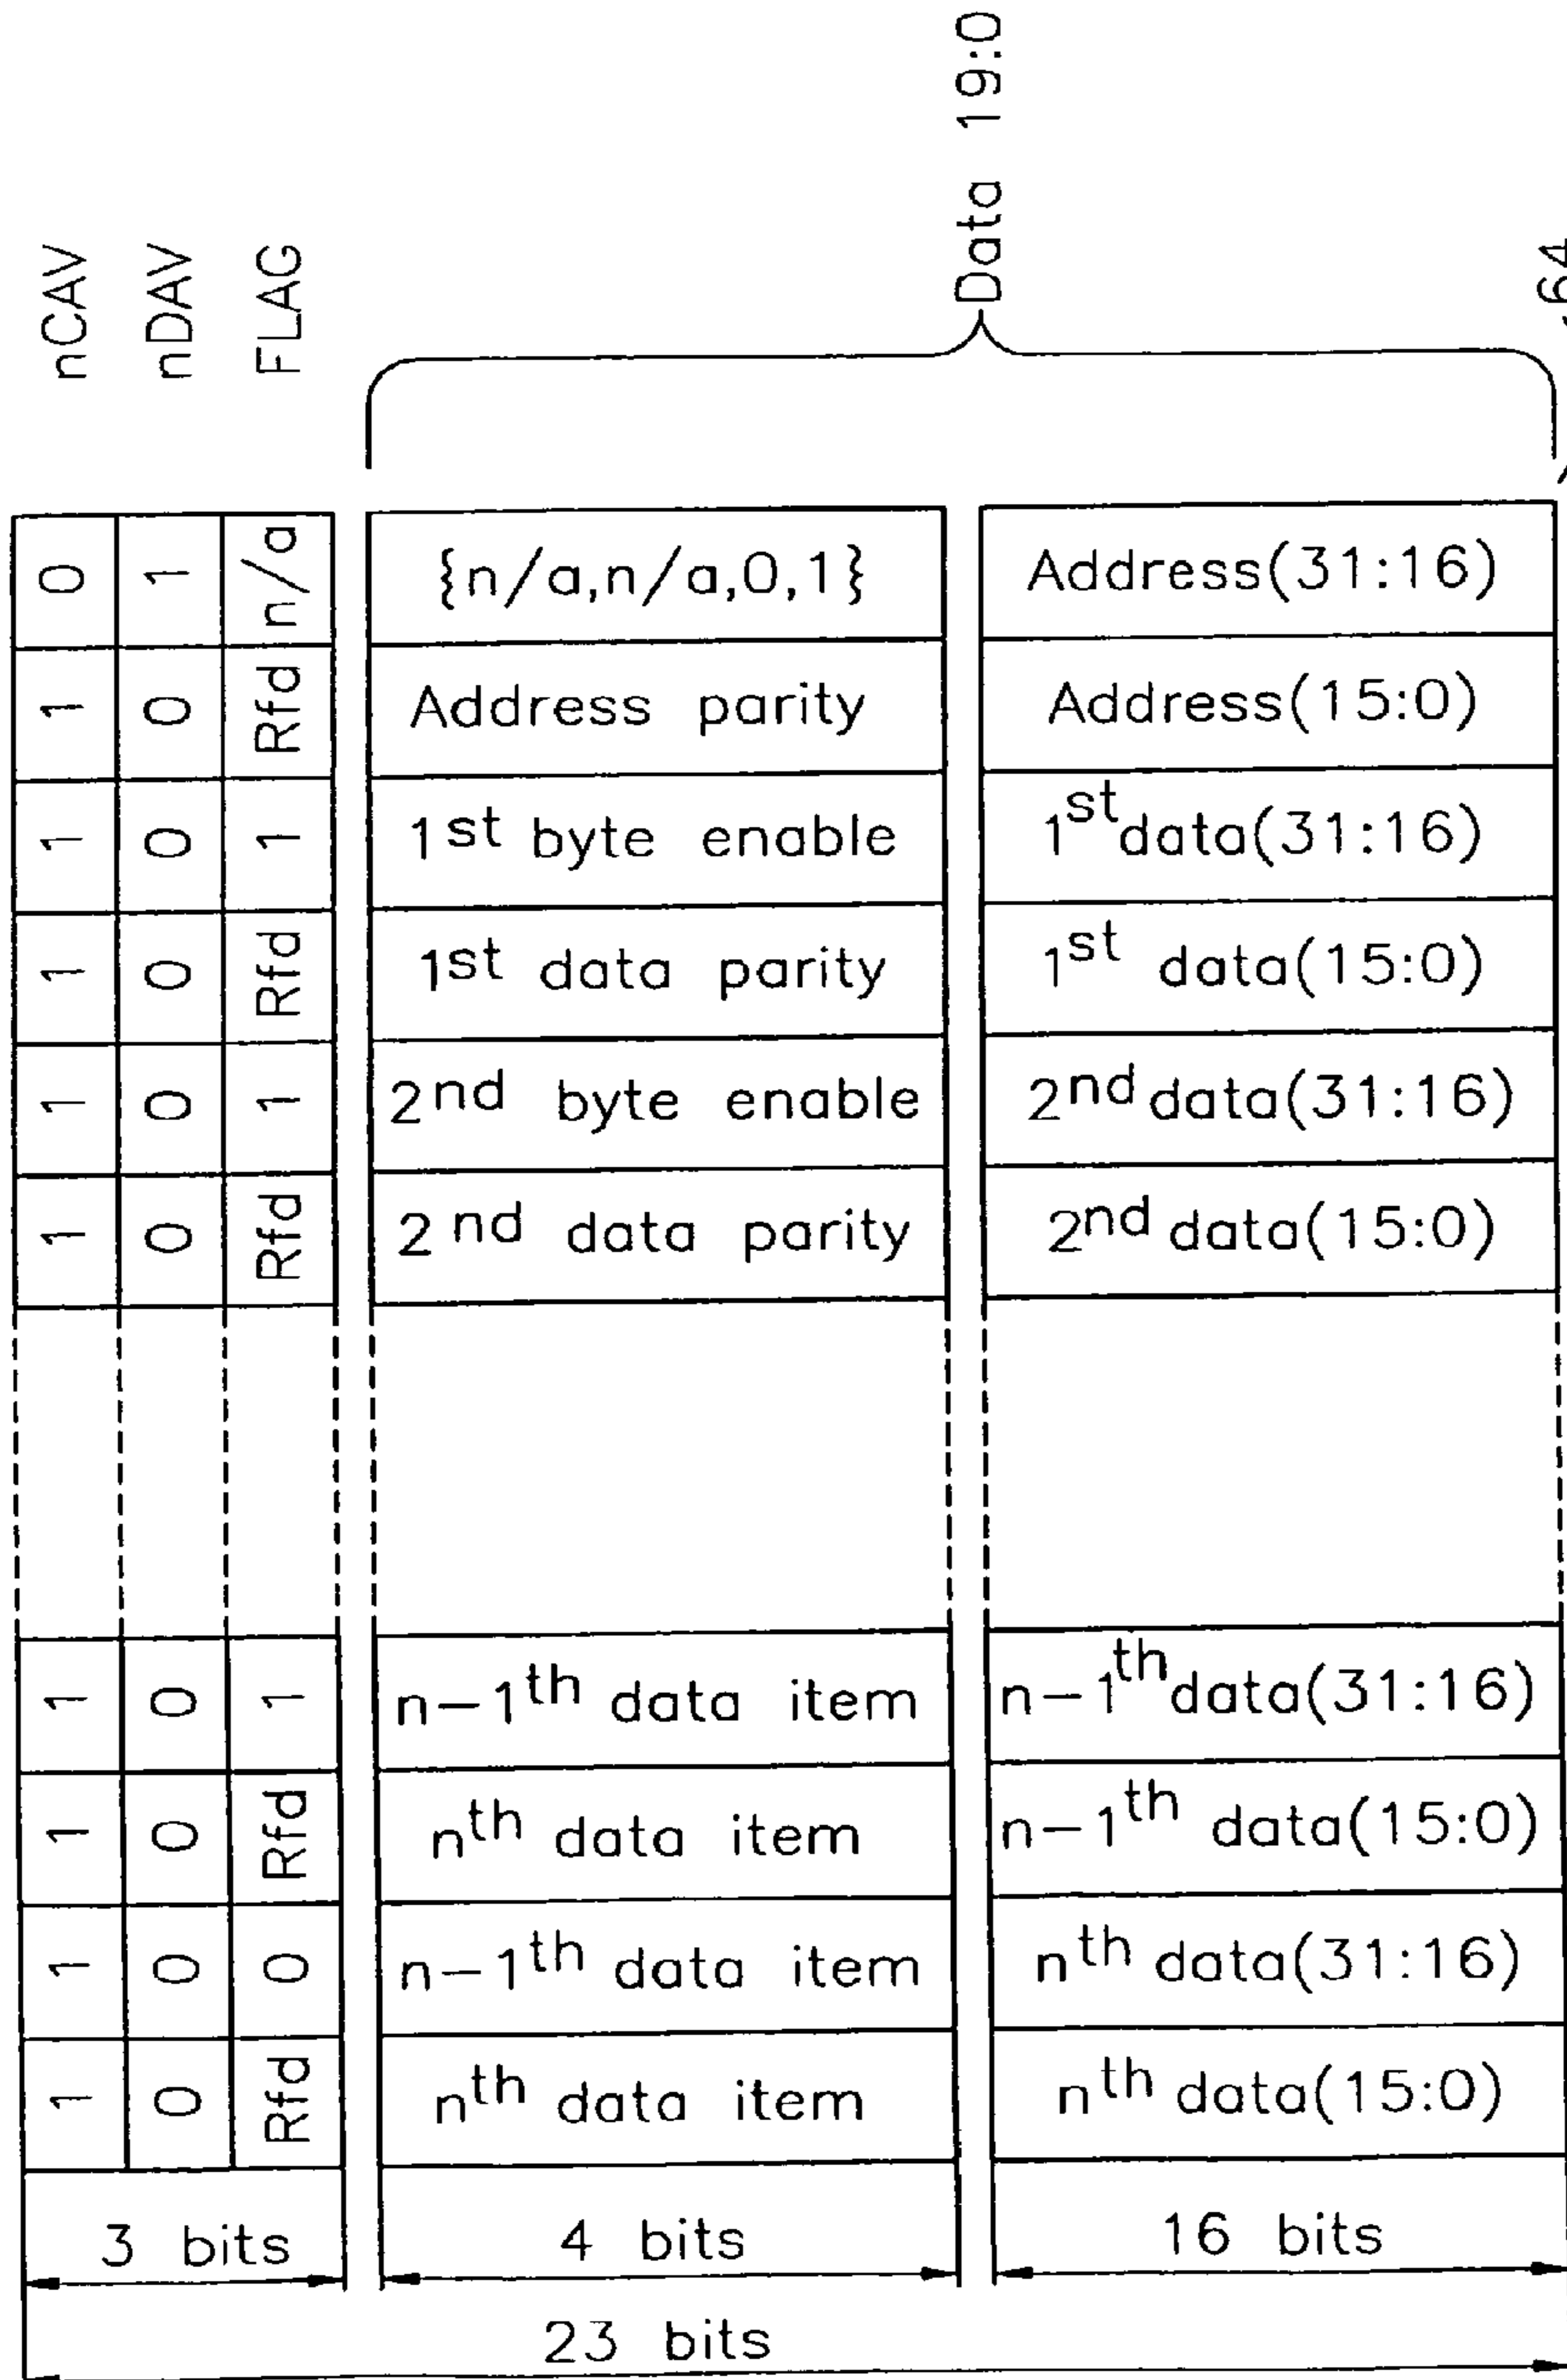 nCAV
nDAV
FLAG
Data 19:0
64
0 1 n/a {n/a,n/a,0,1} Address(31:16)
1 0 Rfd Address parity Address(15:0)
1 0 1 1st byte enable 1st data(31:16)
1 0 Rfd 1st data parity 1st data(15:0)
1 0 1 2nd byte enable 2nd data(31:16)
1 0 Rfd 2nd data parity 2nd data(15:0)
1 0 1 n-1th data item n-1th data(31:16)
1 0 Rfd nth data item n-1th data(15:0)
1 0 0 n-1th data item nth data(31:16)
1 0 Rfd nth data item nth data(15:0)
3 bits 4 bits 16 bits
23 bits